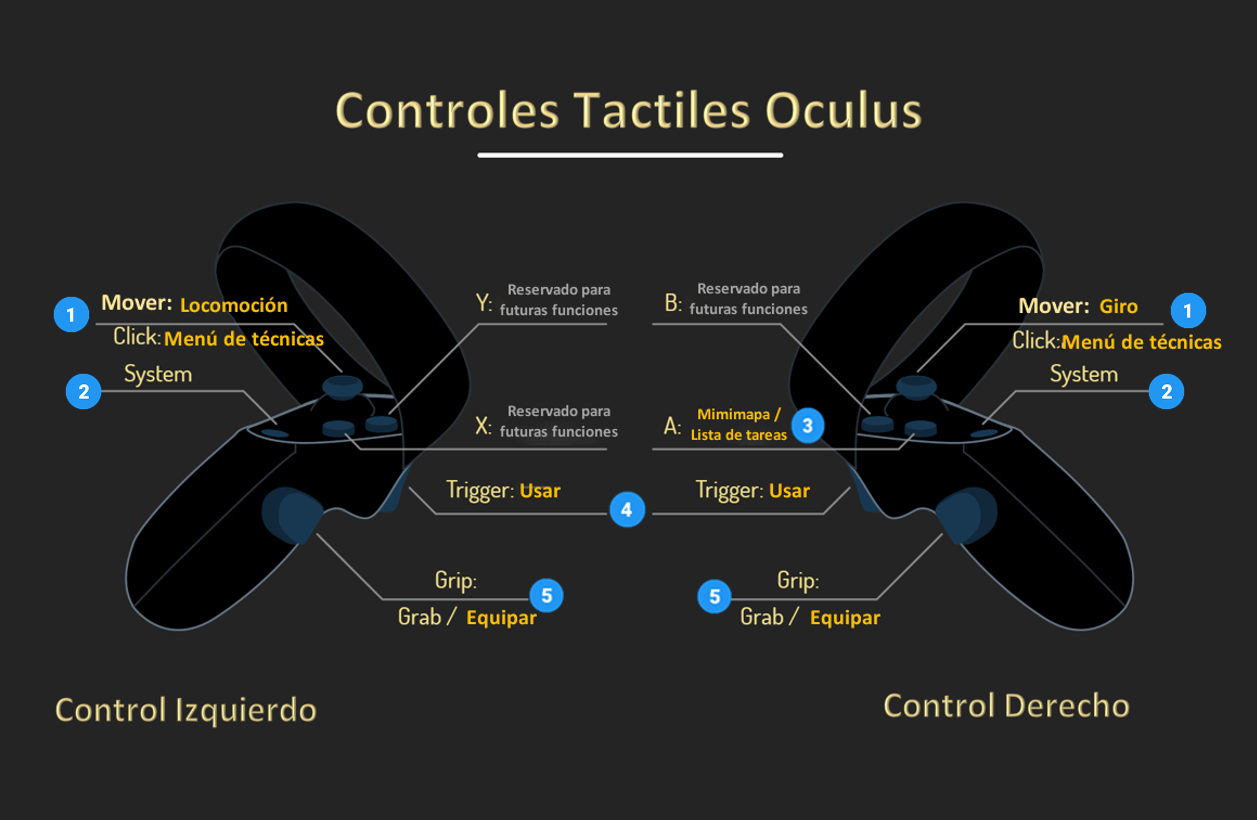 Controles Tactiles Oculus
1
Mover: Locomoción
Click: Menú de técnicas
2
System
Y: Reservado para
futuras funciones
X: Reservado para
futuras funciones
Trigger: Usar
4
Grip:
5
Grab / Equipar
Control Izquierdo
B: Reservado para
futuras funciones
A: Mimimapa /
Lista de tareas
3
Trigger: Usar
5
Grip:
Grab / Equipar
Mover: Giro
1
Click:Menú de técnicas
System
2
Control Derecho